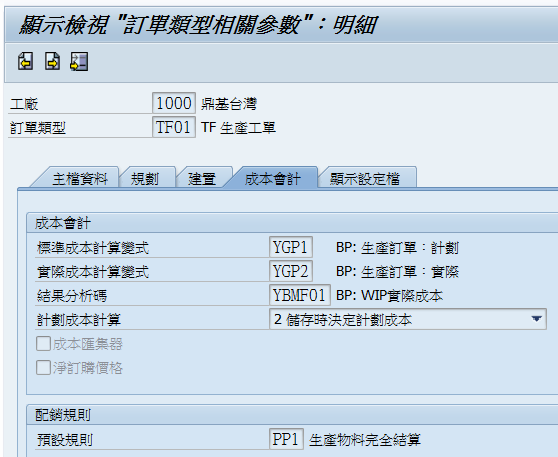 顯示檢視 "訂單類型相關參數"：明細
工廠 1000 鼎基台灣
訂單類型 TF01 TF 生產工單
主檔資料 規劃 建置 成本會計 顯示設定檔
成本會計
標準成本計算變式 YGP1 BP: 生產訂單：計劃
實際成本計算變式 YGP2 BP: 生產訂單：實際
結果分析碼 YBMF01 BP: WIP實際成本
計劃成本計算 2 儲存時決定計劃成本
成本匯集器
淨訂購價格
配銷規則
預設規則 PP1 生產物料完全結算